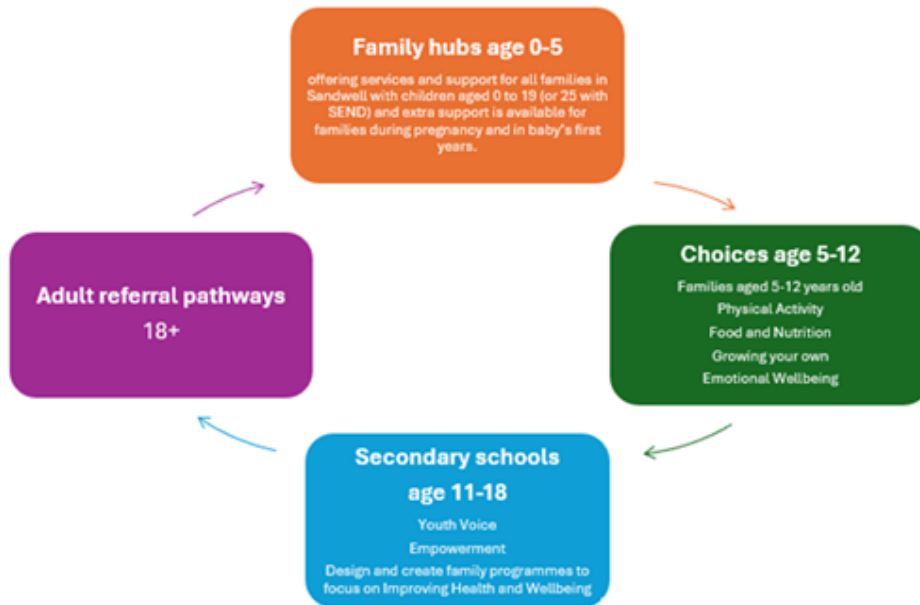 Family hubs age 0-5
offering services and support for all families in
Sandwell with children aged 0 to 19 (or 25 with
SEND) and extra support is available for
families during pregnancy and in baby's first
years.
Choices age 5-12
Families aged 5-12 years old
Physical Activity
Food and Nutrition
Growing your own
Emotional Wellbeing
Secondary schools
age 11-18
Youth Voice
Empowerment
Design and create family programmes to
focus on Improving Health and Wellbeing
Adult referral pathways
18+